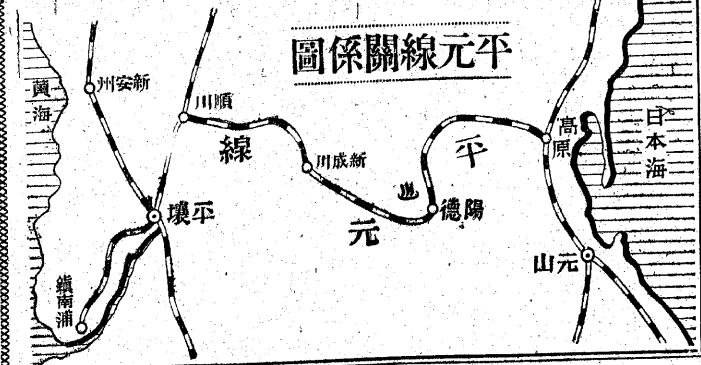 平元線關係圖
日本海
高原
元山
平元線
陽德
新成川
順川
新安州
平壤
鎭南浦
黃海